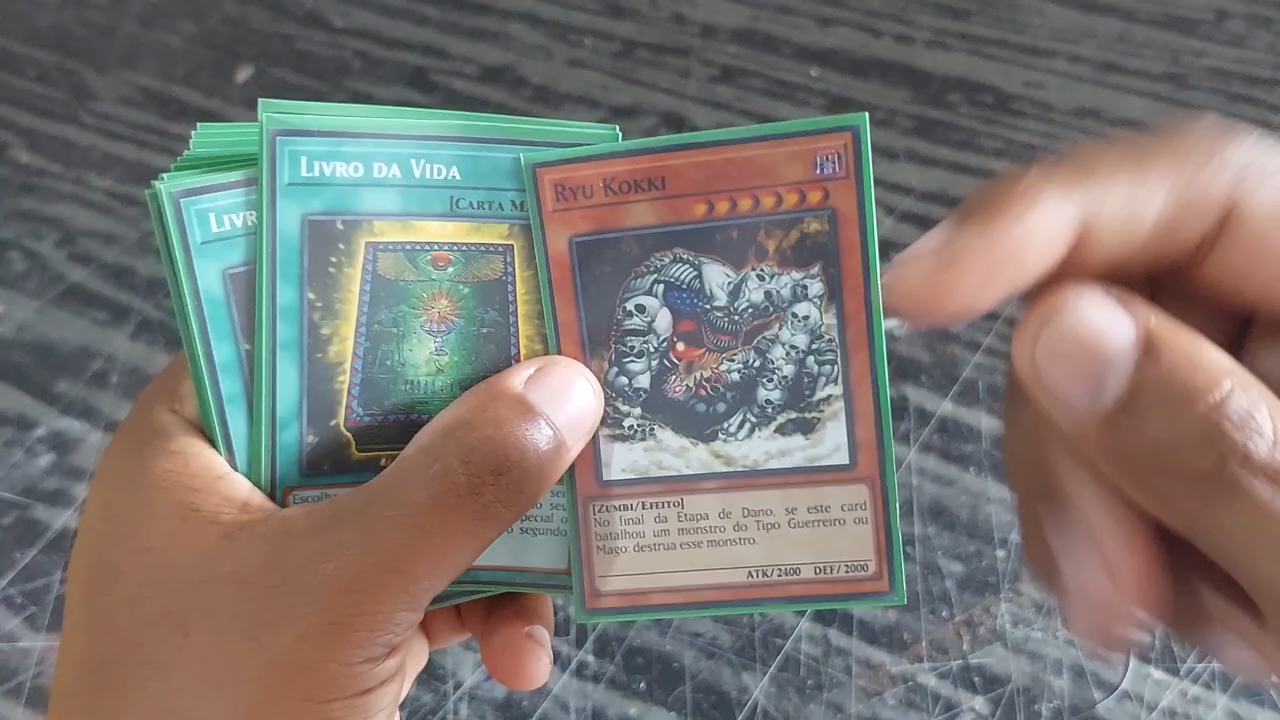 LIVR
LIVRO DA VIDA
[CARTA M
Escolh
RYU KOKKI
[ZUMBI/EFEITO]
No final da Etapa de Dano, se este card
batalhou um monstro do Tipo Guerreiro ou
Mago: destrua esse monstro.
ATK/2400 DEF/2000